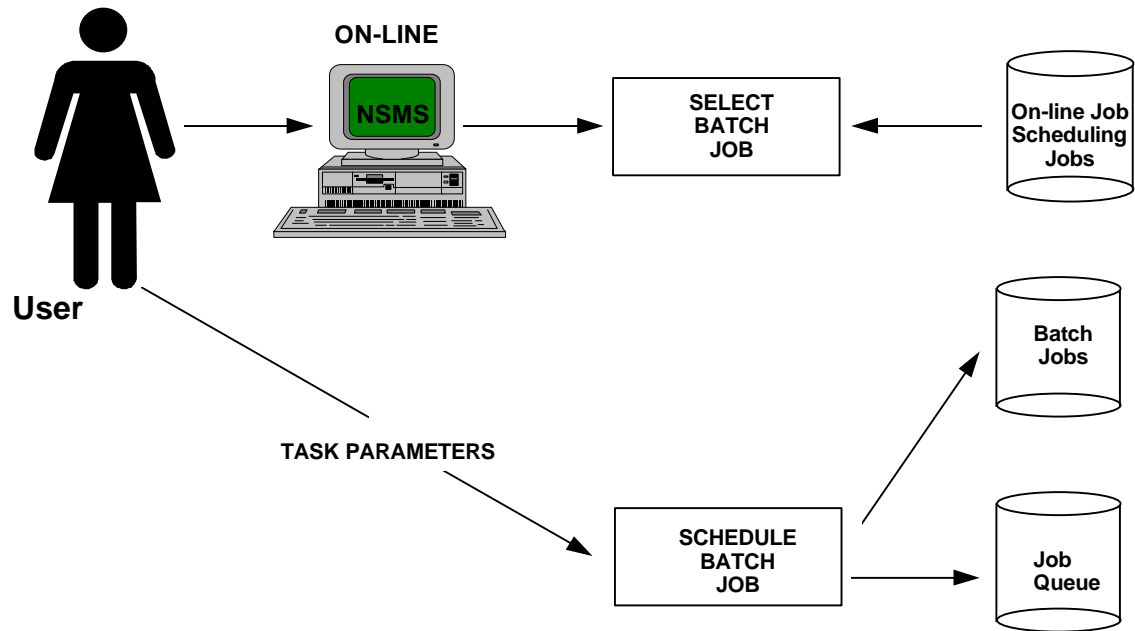 ON-LINE
NSMS
SELECT
BATCH
JOB
On-line Job
Scheduling
Jobs
User
Batch
Jobs
TASK PARAMETERS
SCHEDULE
BATCH
JOB
Job
Queue